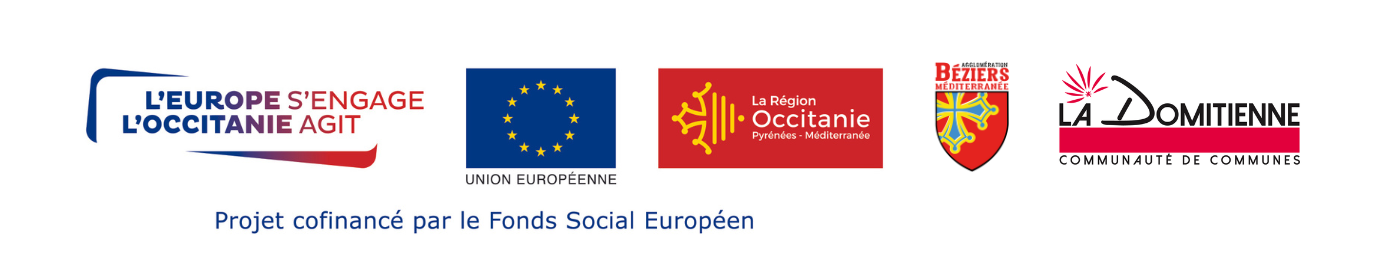 L'EUROPE S'ENGAGE
L'OCCITANIE AGIT
UNION EUROPÉENNE
La Région
Occitanie
Pyrénées - Méditerranée
AGGLOMÉRATION
BÉZIERS
MÉDITERRANÉE
LA DOMITIENNE
COMMUNAUTÉ DE COMMUNES
Projet cofinancé par le Fonds Social Européen